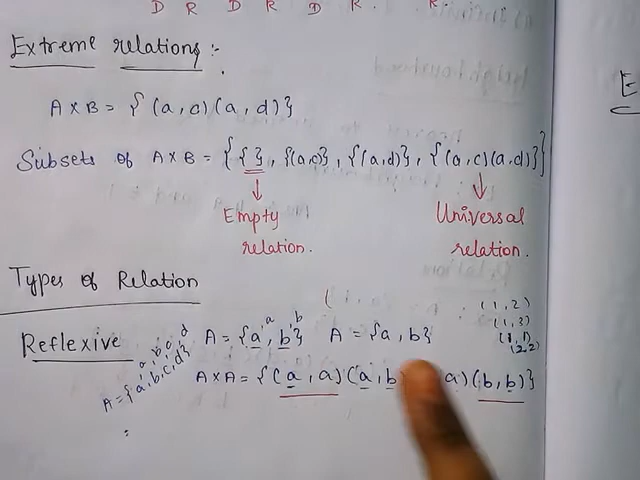 D R D R D R. R.
Extreme relations :-
A × B = { (a, c) (a, d) }
Subsets of A × B = { { }, {(a,c)}, {(a,d)}, {(a,c)(a,d)} }
Empty relation.
Universal relation.
Types of Relation
(1,2)
(1,3)
(1,1)
(2,2)
a b
Reflexive A = {a, b} A = {a, b}
a, b, c, d
A = {a, b, c, d}
A × A = { (a, a) (a, b) a) (b, b) }